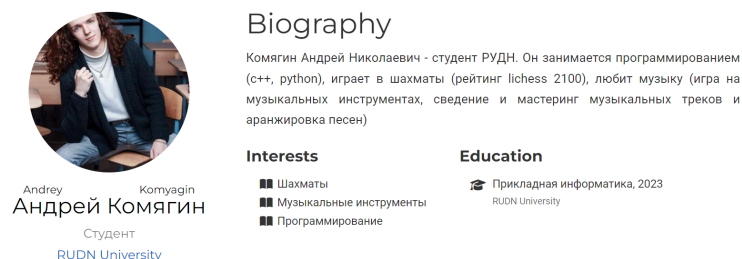 Biography
Комягин Андрей Николаевич - студент РУДН. Он занимается программированием
(c++, python), играет в шахматы (рейтинг lichess 2100), любит музыку (игра на
музыкальных инструментах, сведение и мастеринг музыкальных треков и
аранжировка песен)
Andrey Komyagin
Андрей Комягин
Студент
RUDN University
Interests
Шахматы
Музыкальные инструменты
Программирование
Education
Прикладная информатика, 2023
RUDN University